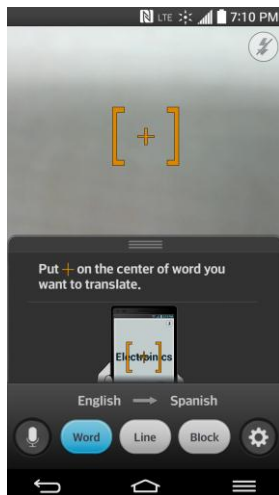 N LTE 7:10 PM
Put + on the center of word you
want to translate.
Electronics
English → Spanish
Word Line Block